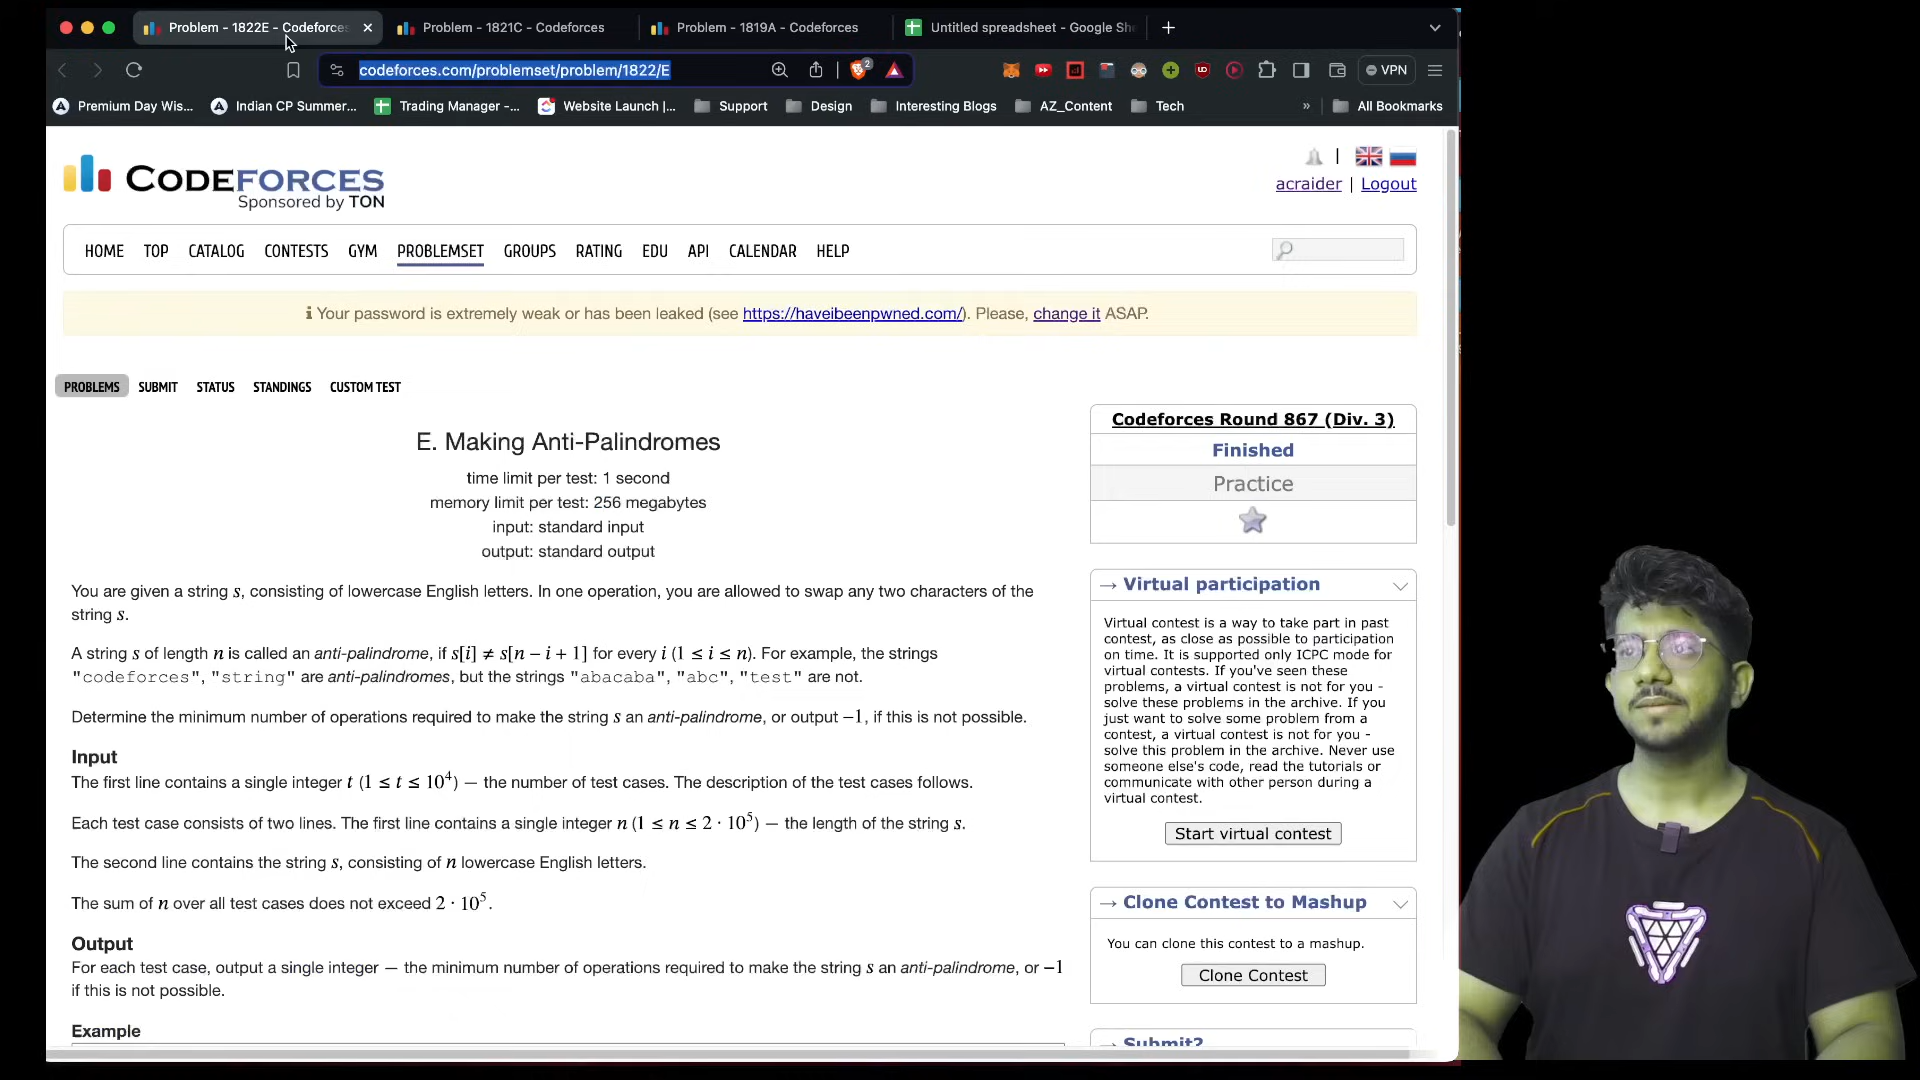 Problem - 1822E - Codeforces
Problem - 1821C - Codeforces
Problem - 1819A - Codeforces
Untitled spreadsheet - Google She
codeforces.com/problemset/problem/1822/E
2
VPN
Premium Day Wis...
Indian CP Summer...
Trading Manager -...
Website Launch |...
Support
Design
Interesting Blogs
AZ_Content
Tech
»
All Bookmarks
CODEFORCES
Sponsored by TON
|
acraider | Logout
HOME TOP CATALOG CONTESTS GYM PROBLEMSET GROUPS RATING EDU API CALENDAR HELP
Your password is extremely weak or has been leaked (see https://haveibeenpwned.com/). Please, change it ASAP.
PROBLEMS SUBMIT STATUS STANDINGS CUSTOM TEST
E. Making Anti-Palindromes
time limit per test: 1 second
memory limit per test: 256 megabytes
input: standard input
output: standard output
You are given a string s, consisting of lowercase English letters. In one operation, you are allowed to swap any two characters of the
string s.
A string s of length n is called an anti-palindrome, if s[i] ≠ s[n − i + 1] for every i (1 ≤ i ≤ n). For example, the strings
"codeforces", "string" are anti-palindromes, but the strings "abacaba", "abc", "test" are not.
Determine the minimum number of operations required to make the string s an anti-palindrome, or output −1, if this is not possible.
Input
The first line contains a single integer t (1 ≤ t ≤ 10⁴) — the number of test cases. The description of the test cases follows.
Each test case consists of two lines. The first line contains a single integer n (1 ≤ n ≤ 2 · 10⁵) — the length of the string s.
The second line contains the string s, consisting of n lowercase English letters.
The sum of n over all test cases does not exceed 2 · 10⁵.
Output
For each test case, output a single integer — the minimum number of operations required to make the string s an anti-palindrome, or −1
if this is not possible.
Example
Codeforces Round 867 (Div. 3)
Finished
Practice
→ Virtual participation
Virtual contest is a way to take part in past
contest, as close as possible to participation
on time. It is supported only ICPC mode for
virtual contests. If you've seen these
problems, a virtual contest is not for you -
solve these problems in the archive. If you
just want to solve some problem from a
contest, a virtual contest is not for you -
solve this problem in the archive. Never use
someone else's code, read the tutorials or
communicate with other person during a
virtual contest.
Start virtual contest
→ Clone Contest to Mashup
You can clone this contest to a mashup.
Clone Contest
→ Submit?